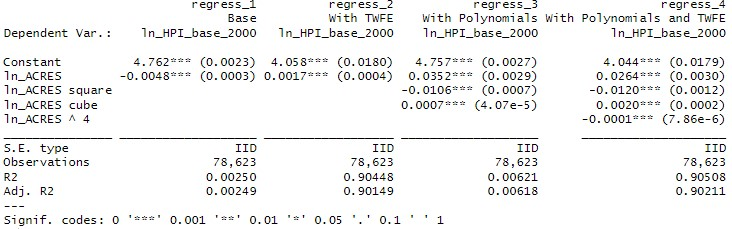 regress_1 regress_2 regress_3 regress_4
Base With TWFE With Polynomials With Polynomials and TWFE
Dependent Var.: ln_HPI_base_2000 ln_HPI_base_2000 ln_HPI_base_2000 ln_HPI_base_2000
Constant 4.762*** (0.0023) 4.058*** (0.0180) 4.757*** (0.0027) 4.044*** (0.0179)
ln_ACRES -0.0048*** (0.0003) 0.0017*** (0.0004) 0.0352*** (0.0029) 0.0264*** (0.0030)
ln_ACRES square -0.0106*** (0.0007) -0.0120*** (0.0012)
ln_ACRES cube 0.0007*** (4.07e-5) 0.0020*** (0.0002)
ln_ACRES ^ 4 -0.0001*** (7.86e-6)
S.E. type IID IID IID IID
Observations 78,623 78,623 78,623 78,623
R2 0.00250 0.90448 0.00621 0.90508
Adj. R2 0.00249 0.90149 0.00618 0.90211
---
Signif. codes: 0 '***' 0.001 '**' 0.01 '*' 0.05 '.' 0.1 ' ' 1